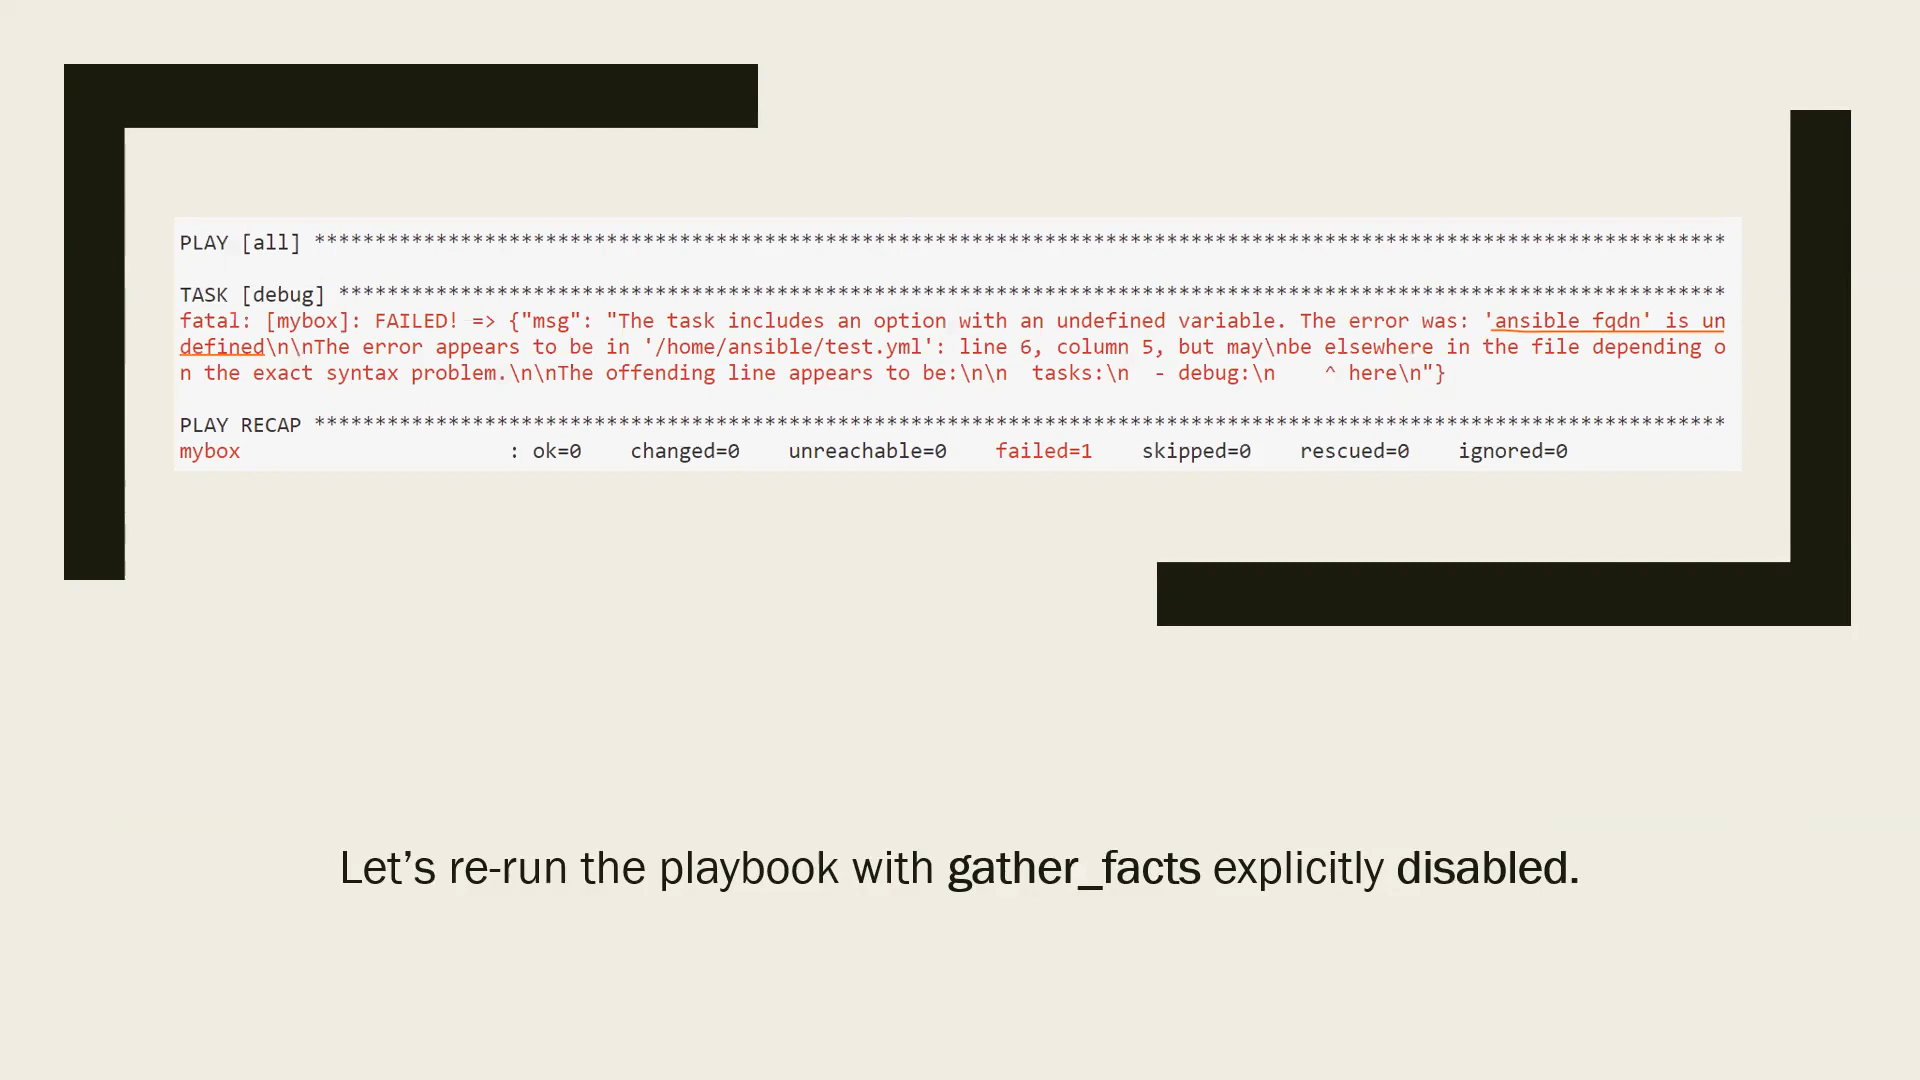 PLAY [all] ********************************************************************************************************************
TASK [debug] ******************************************************************************************************************
fatal: [mybox]: FAILED! => {"msg": "The task includes an option with an undefined variable. The error was: 'ansible_fqdn' is un
defined\n\nThe error appears to be in '/home/ansible/test.yml': line 6, column 5, but may\nbe elsewhere in the file depending o
n the exact syntax problem.\n\nThe offending line appears to be:\n\n  tasks:\n  - debug:\n    ^ here\n"}
PLAY RECAP ********************************************************************************************************************
mybox                      : ok=0    changed=0    unreachable=0    failed=1    skipped=0    rescued=0    ignored=0
Let’s re-run the playbook with gather_facts explicitly disabled.